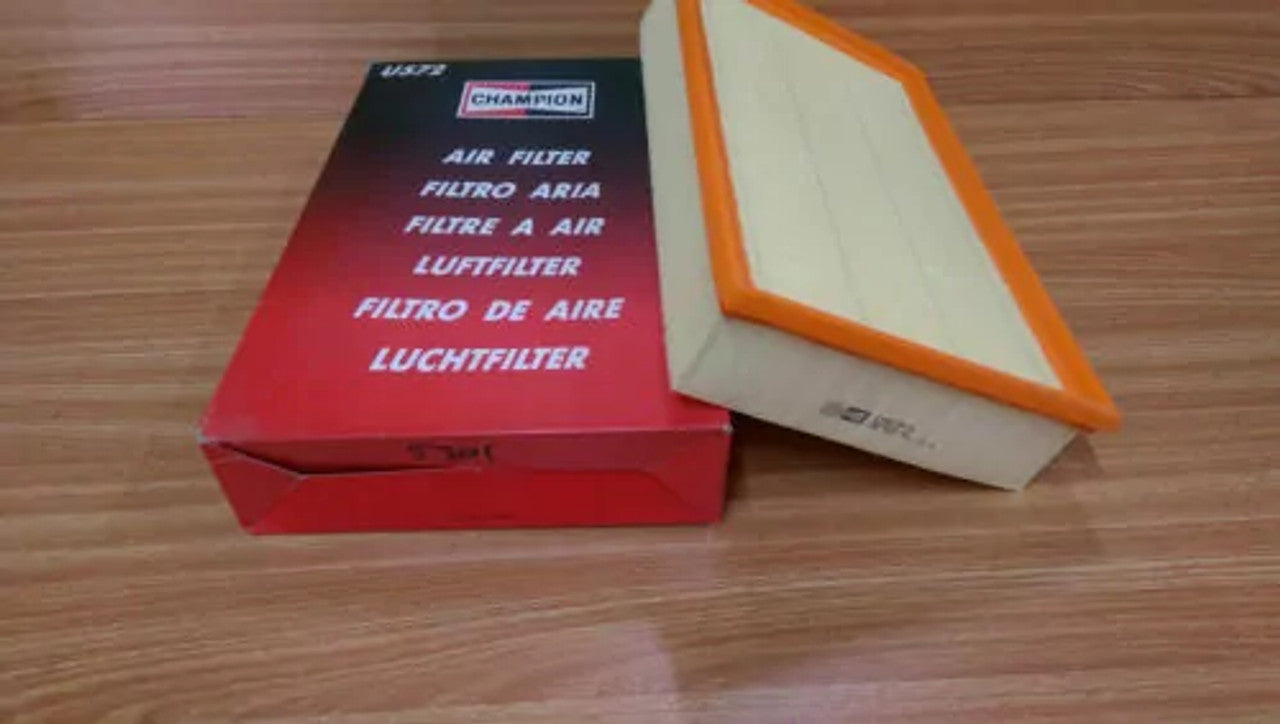 U572
CHAMPION
AIR FILTER
FILTRO ARIA
FILTRE A AIR
LUFTFILTER
FILTRO DE AIRE
LUCHTFILTER